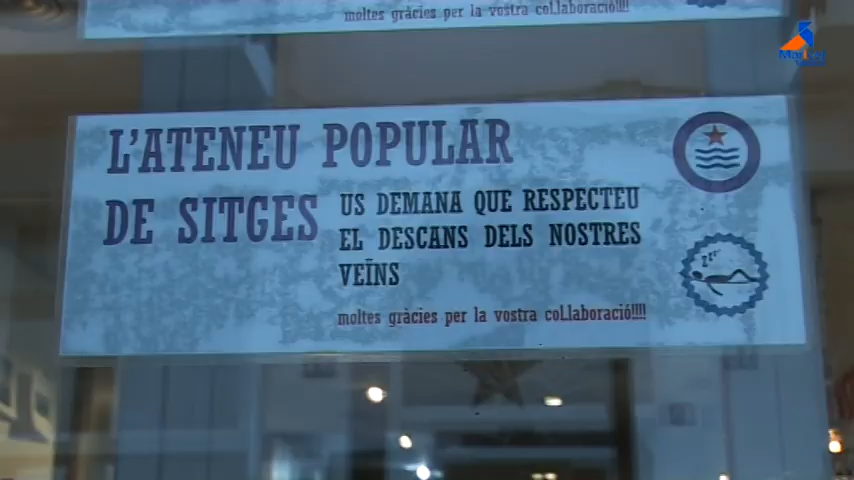 moltes gràcies per la vostra col.laboració!!!!
L'ATENEU POPULAR
DE SITGES
US DEMANA QUE RESPECTEU
EL DESCANS DELS NOSTRES
VEÏNS
moltes gràcies per la vostra col.laboració!!!!
zzz